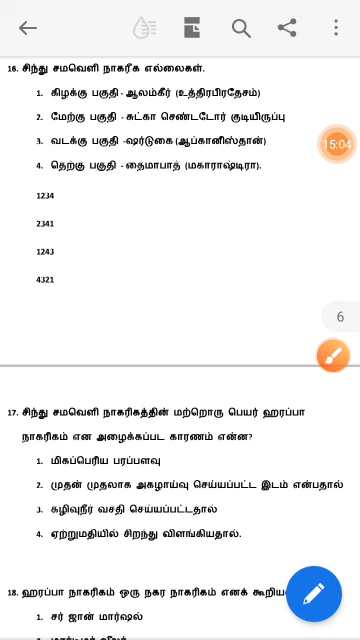 15:04
16. சிந்து சமவெளி நாகரீக எல்லைகள்.
1. கிழக்கு பகுதி - ஆலம்கீர் (உத்திரபிரதேசம்)
2. மேற்கு பகுதி - சுட்கா செண்டடோர் குடியிருப்பு
3. வடக்கு பகுதி -ஷர்டுகை (ஆப்கானிஸ்தான்)
4. தெற்கு பகுதி - தைமாபாத் (மகாராஷ்டிரா).
1234
2341
1243
4321
6
17. சிந்து சமவெளி நாகரிகத்தின் மற்றொரு பெயர் ஹரப்பா
நாகரீகம் என அழைக்கப்பட காரணம் என்ன?
1. மிகப்பெரிய பரப்பளவு
2. முதன் முதலாக அகழாய்வு செய்யப்பட்ட இடம் என்பதால்
3. கழிவுநீர் வசதி செய்யப்பட்டதால்
4. ஏற்றுமதியில் சிறந்து விளங்கியதால்.
18. ஹரப்பா நாகரிகம் ஒரு நகர நாகரிகம் எனக்
1. சர் ஜான் மார்ஷல்